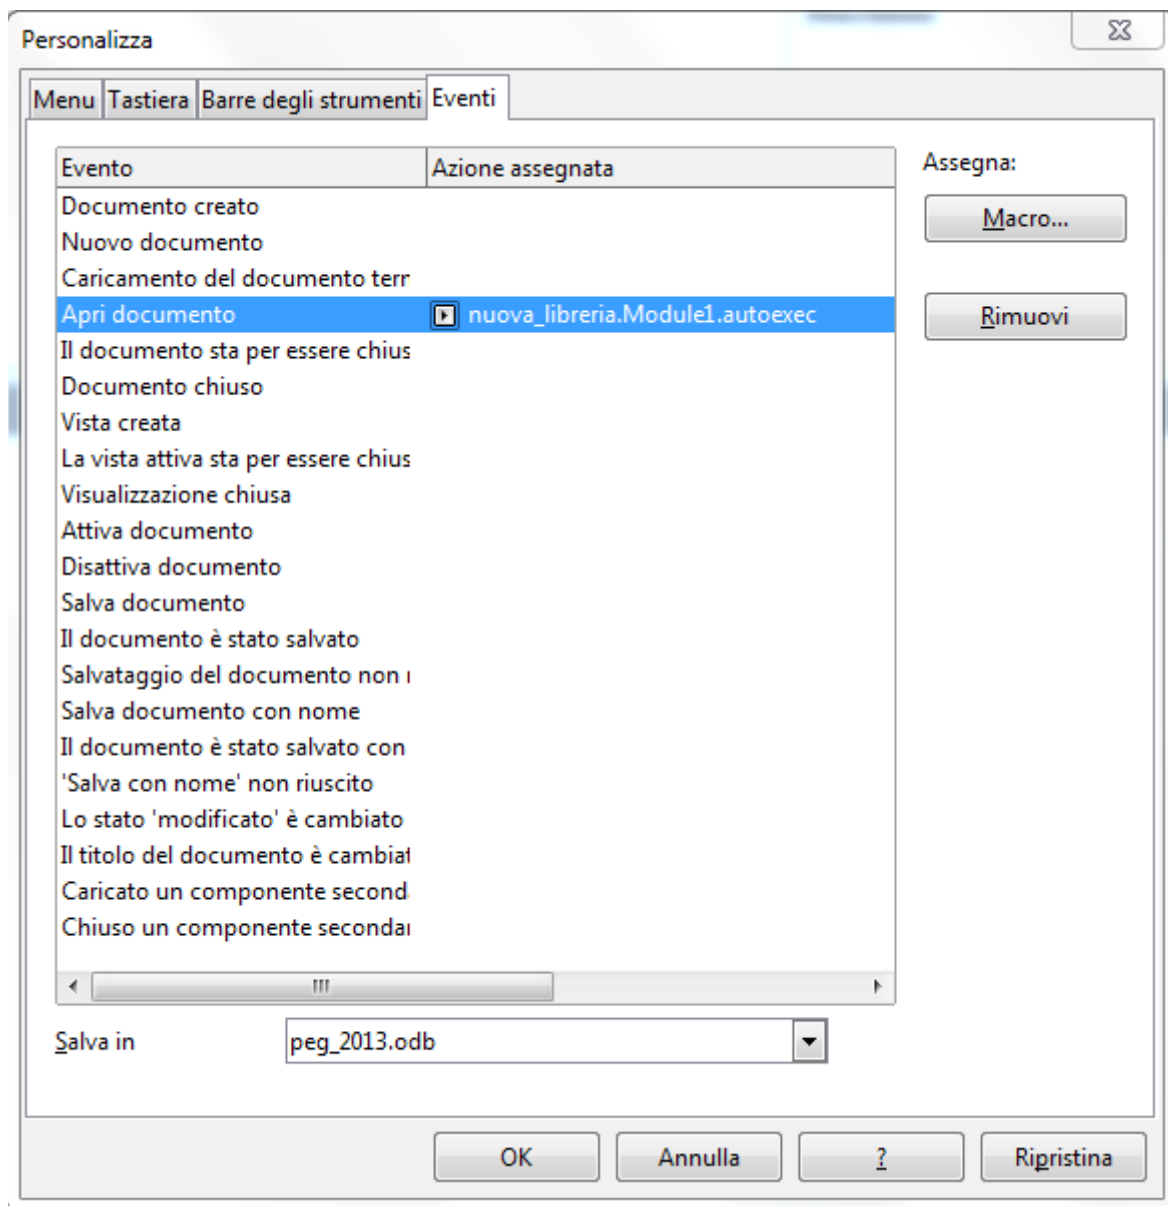 Personalizza
Menu Tastiera Barre degli strumenti Eventi
Evento Azione assegnata
Assegna:
Documento creato
Macro...
Nuovo documento
Caricamento del documento terr
Apri documento nuova_libreria.Module1.autoexec
Rimuovi
Il documento sta per essere chius
Documento chiuso
Vista creata
La vista attiva sta per essere chius
Visualizzazione chiusa
Attiva documento
Disattiva documento
Salva documento
Il documento è stato salvato
Salvataggio del documento non
Salva documento con nome
Il documento è stato salvato con
'Salva con nome' non riuscito
Lo stato 'modificato' è cambiato
Il titolo del documento è cambiat
Caricato un componente second
Chiuso un componente secondar
Salva in peg_2013.odb
OK Annulla ? Ripristina